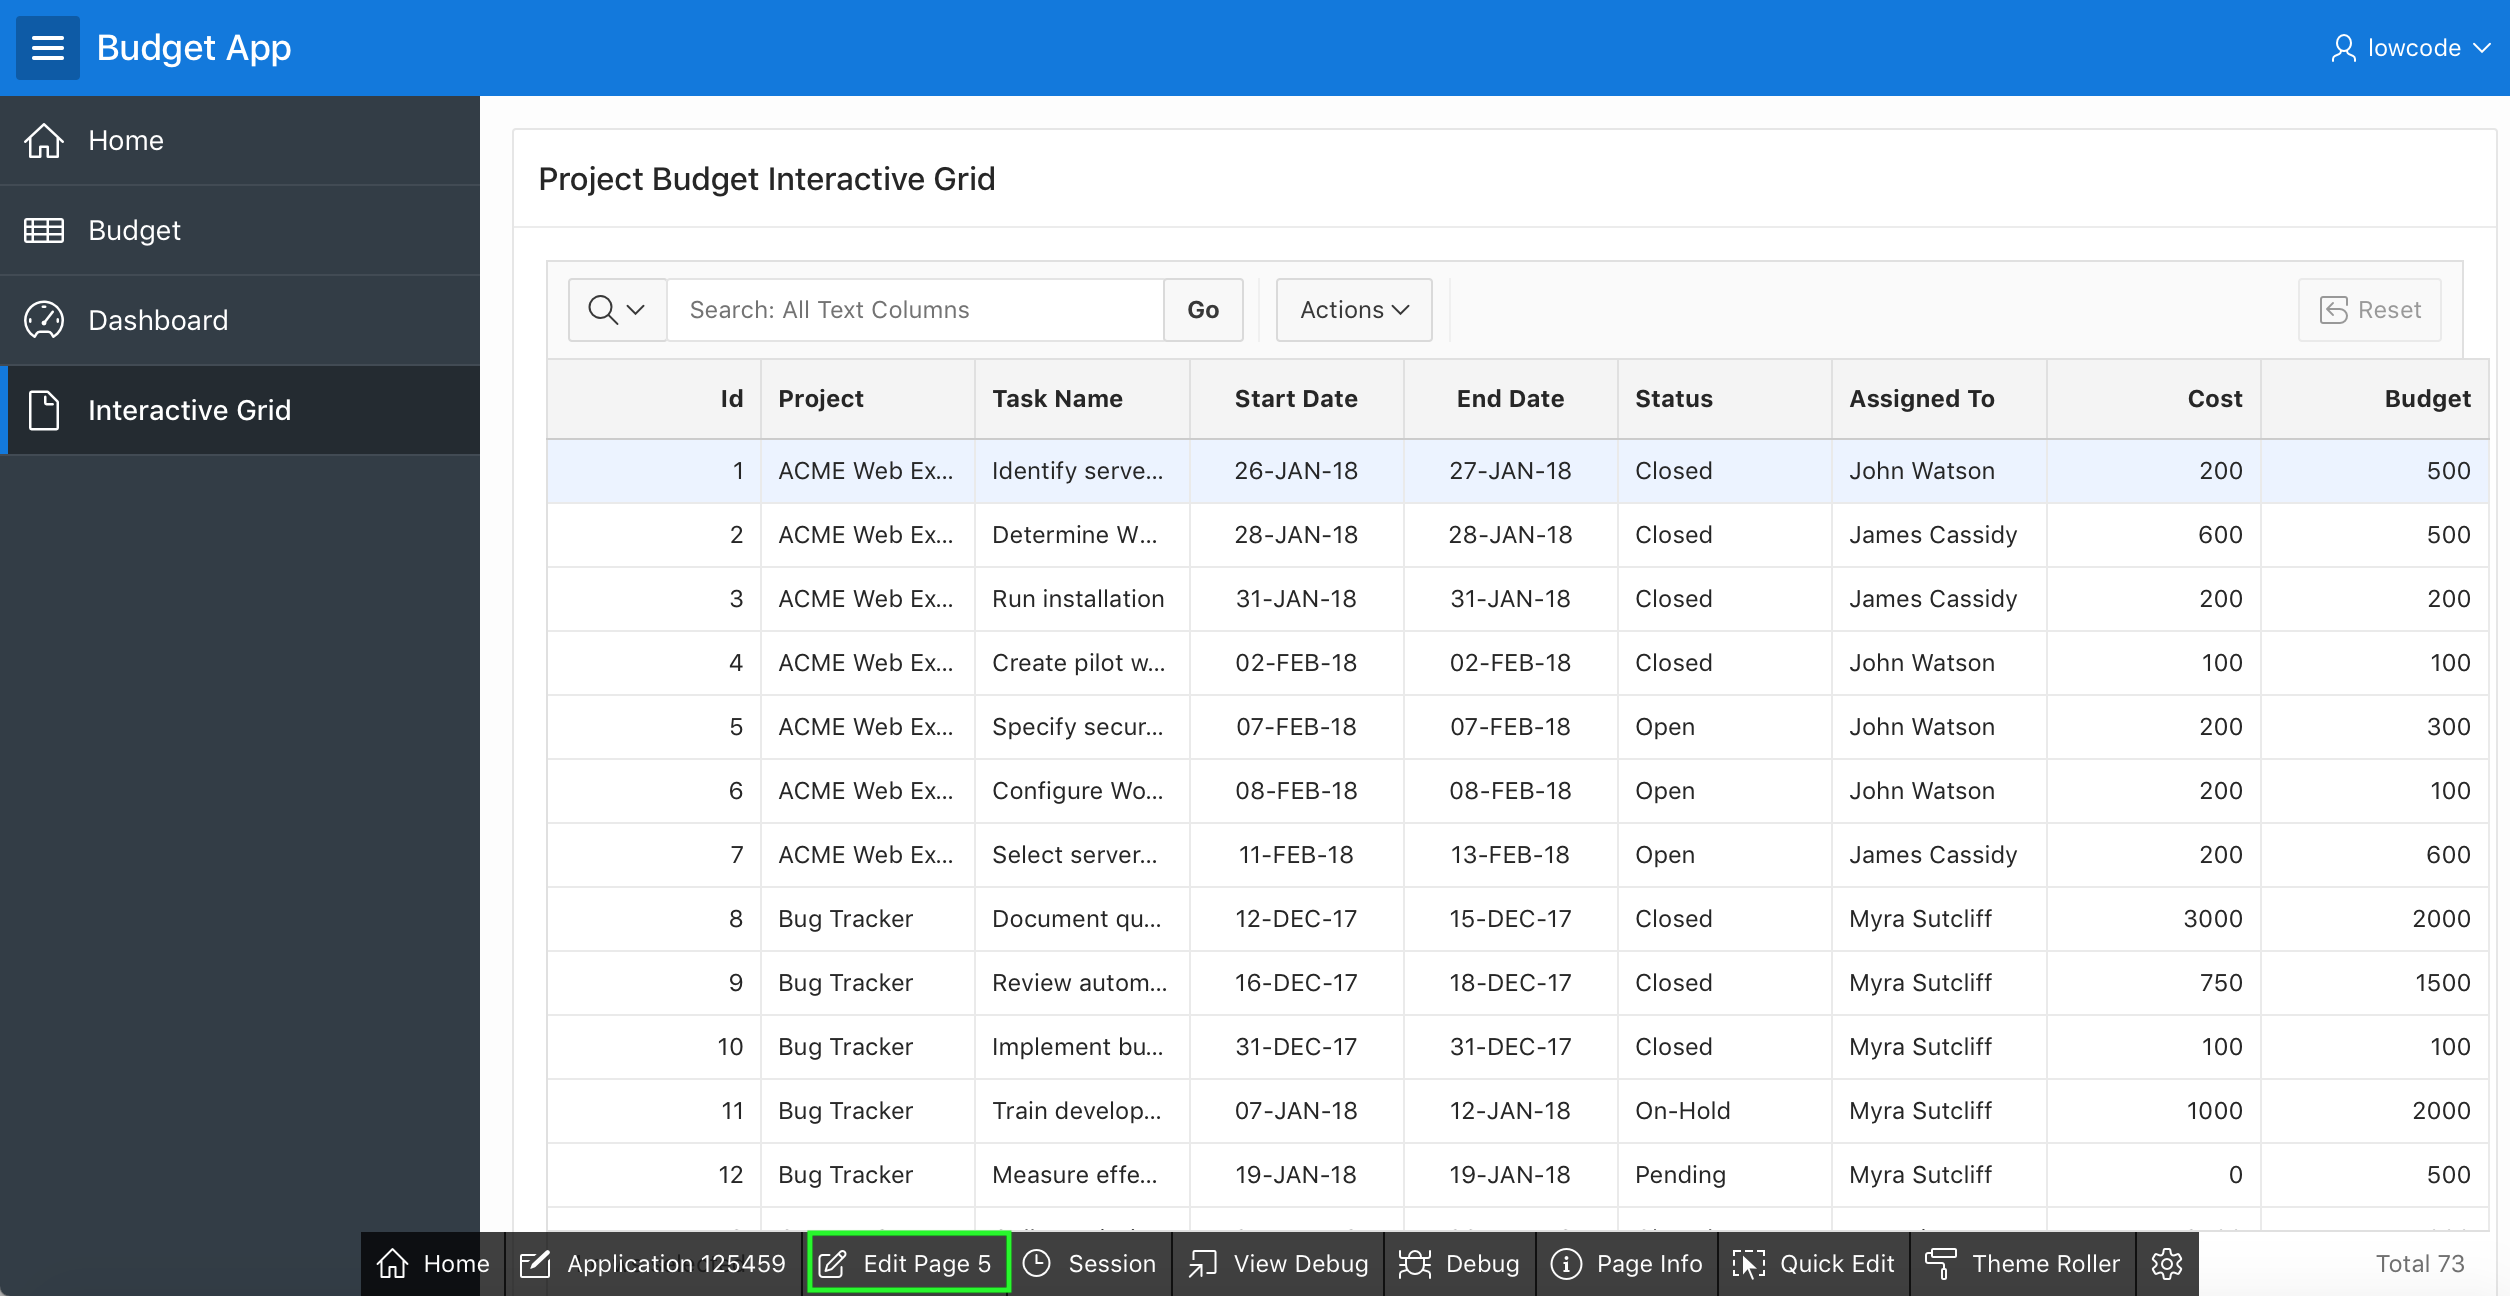 Budget App
lowcode
Home
Budget
Dashboard
Interactive Grid
Project Budget Interactive Grid
Search: All Text Columns Go Actions Reset
Id Project Task Name Start Date End Date Status Assigned To Cost Budget
1 ACME Web Ex... Identify serve... 26-JAN-18 27-JAN-18 Closed John Watson 200 500
2 ACME Web Ex... Determine W... 28-JAN-18 28-JAN-18 Closed James Cassidy 600 500
3 ACME Web Ex... Run installation 31-JAN-18 31-JAN-18 Closed James Cassidy 200 200
4 ACME Web Ex... Create pilot w... 02-FEB-18 02-FEB-18 Closed John Watson 100 100
5 ACME Web Ex... Specify secur... 07-FEB-18 07-FEB-18 Open John Watson 200 300
6 ACME Web Ex... Configure Wo... 08-FEB-18 08-FEB-18 Open John Watson 200 100
7 ACME Web Ex... Select server... 11-FEB-18 13-FEB-18 Open James Cassidy 200 600
8 Bug Tracker Document qu... 12-DEC-17 15-DEC-17 Closed Myra Sutcliff 3000 2000
9 Bug Tracker Review autom... 16-DEC-17 18-DEC-17 Closed Myra Sutcliff 750 1500
10 Bug Tracker Implement bu... 31-DEC-17 31-DEC-17 Closed Myra Sutcliff 100 100
11 Bug Tracker Train develop... 07-JAN-18 12-JAN-18 On-Hold Myra Sutcliff 1000 2000
12 Bug Tracker Measure effe... 19-JAN-18 19-JAN-18 Pending Myra Sutcliff 0 500
Home Application 125459 Edit Page 5 Session View Debug Debug Page Info Quick Edit Theme Roller Total 73